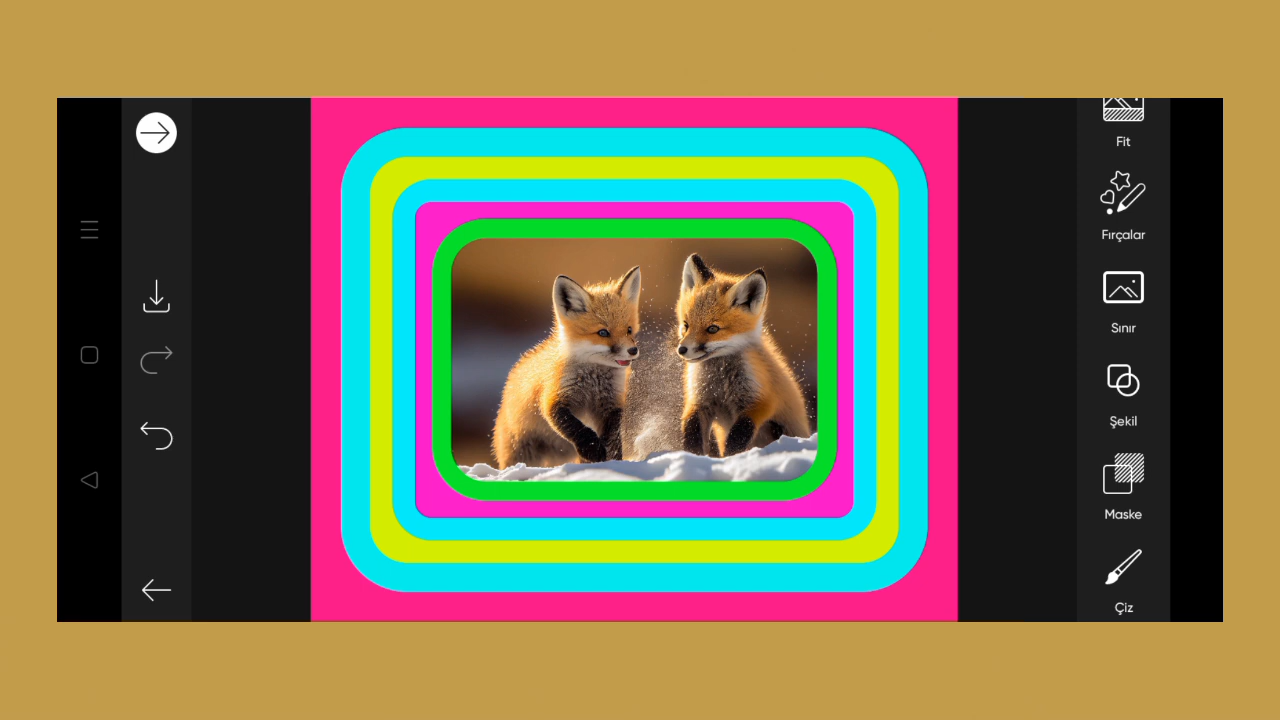 Fit
Fırçalar
Sınır
Şekil
Maske
Çiz